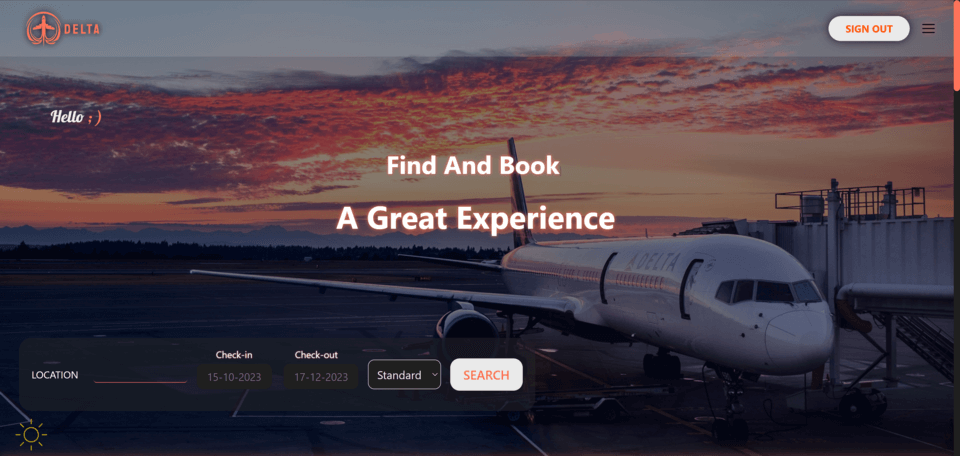 DELTA
SIGN OUT
Hello ; )
Find And Book
A Great Experience
DELTA
Check-in
Check-out
LOCATION
15-10-2023
17-12-2023
Standard
SEARCH